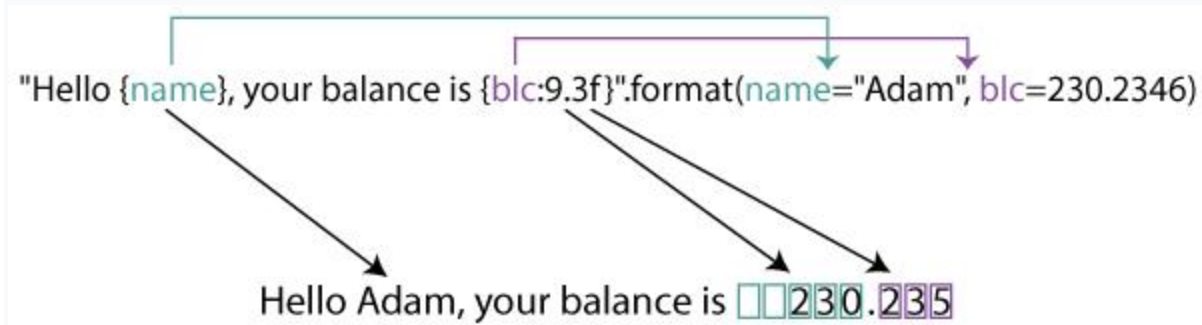 "Hello {name}, your balance is {blc:9.3f}".format(name="Adam", blc=230.2346)
Hello Adam, your balance is 230.235